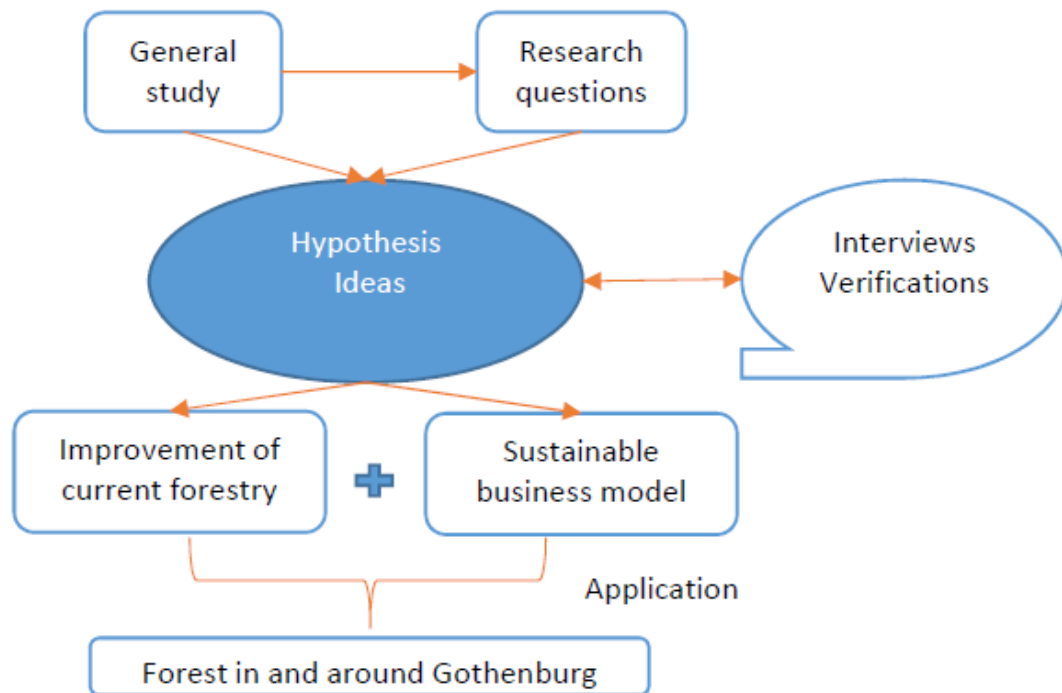 General
study
Research
questions
Hypothesis
Ideas
Interviews
Verifications
Improvement of
current forestry
Sustainable
business model
Application
Forest in and around Gothenburg